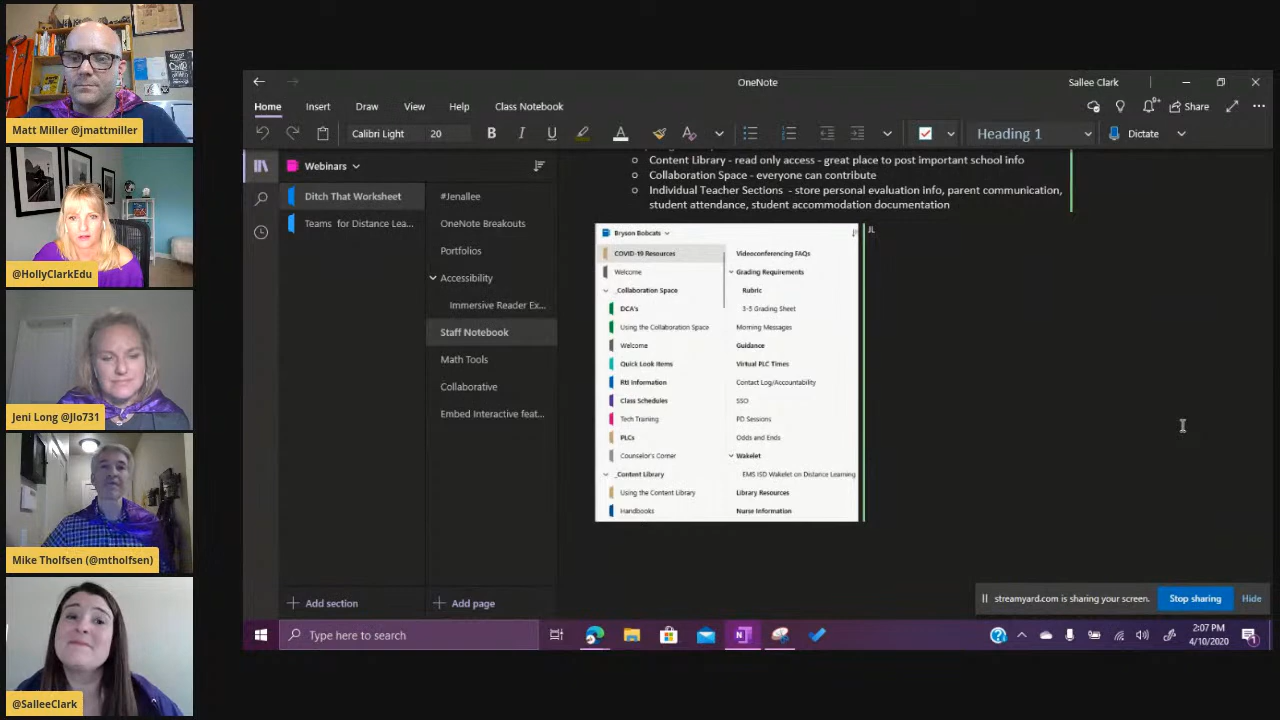 Matt Miller @jmattmiller
@HollyClarkEdu
Jeni Long @Jlo731
Mike Tholfsen (@mtholfsen)
@SalleeClark
OneNote
Sallee Clark
Home Insert Draw View Help Class Notebook
Share
Calibri Light 20 B I U A Heading 1 Dictate
Webinars
Ditch That Worksheet
Teams for Distance Lea...
#Jenallee
OneNote Breakouts
Accessibility
Immersive Reader Ex...
Staff Notebook
Math Tools
Collaborative
Embed Interactive feat...
Add section
Add page
Content Library - read only access - great place to post important school info
Collaboration Space - everyone can contribute
Individual Teacher Sections - store personal evaluation info, parent communication,
student attendance, student accommodation documentation
Bryson Bobcats
COVID-19 Resources
Welcome
_Collaboration Space
DCA's
Using the Collaboration Space
Welcome
Quick Look Items
RtI Information
Class Schedules
Tech Training
PLCs
Counselor's Corner
_Content Library
Using the Content Library
Handbooks
Videoconferencing FAQs
Grading Requirements
Rubric
3-5 Grading Sheet
Morning Messages
Guidance
Virtual PLC Times
Contact Log/Accountability
SSO
PD Sessions
Odds and Ends
Wakelet
EMS ISD Wakelet on Distance Learning
Library Resources
Nurse Information
streamyard.com is sharing your screen.
Stop sharing
Hide
Type here to search
2:07 PM
4/10/2020